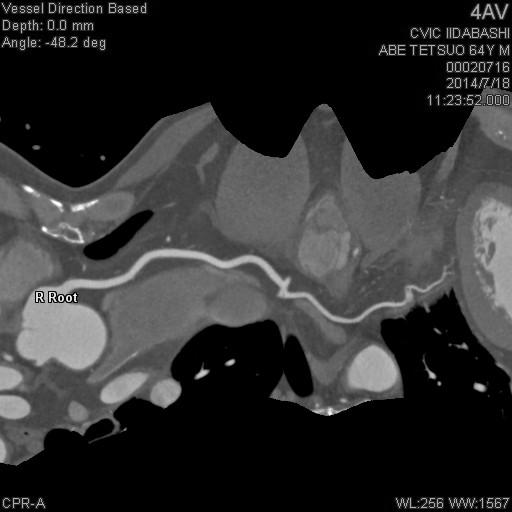 Vessel Direction Based
Depth: 0.0 mm
Angle: -48.2 deg
4AV
CVIC IIDABASHI
ABE TETSUO 64Y M
00020716
2014/7/18
11:23:52.000
R Root
CPR-A
WL:256 WW:1567